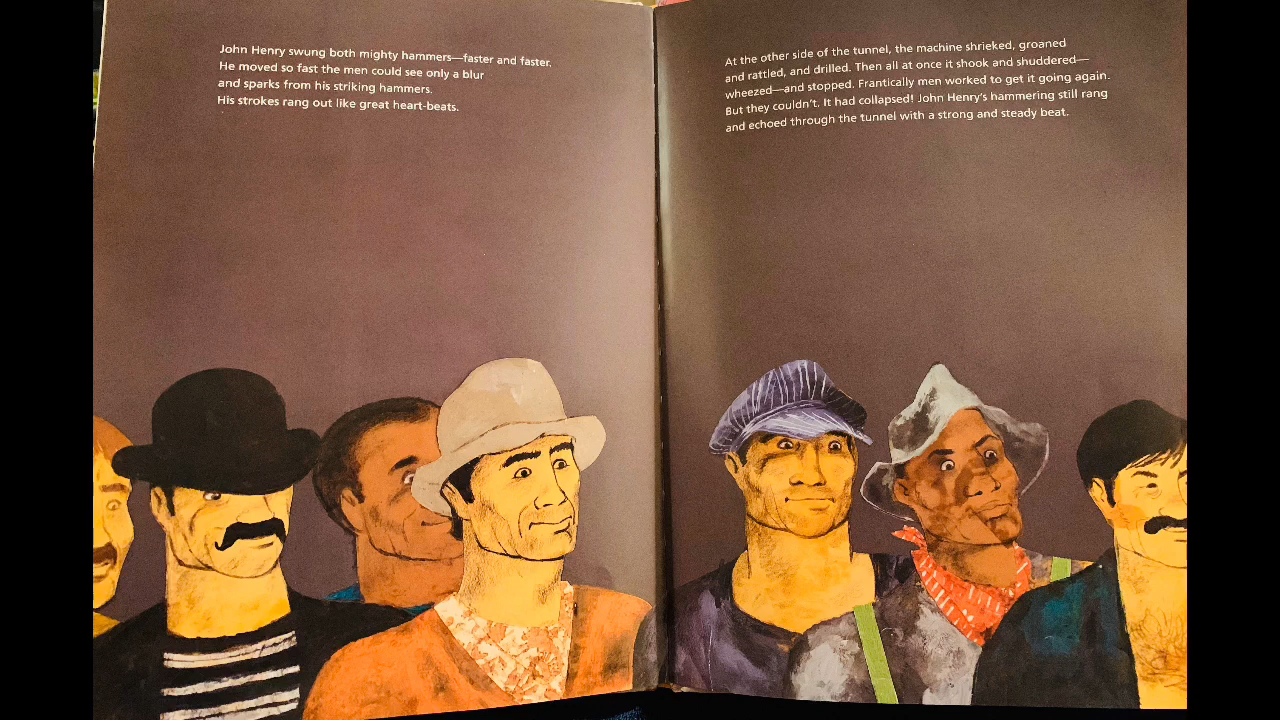 John Henry swung both mighty hammers—faster and faster.
He moved so fast the men could see only a blur
and sparks from his striking hammers.
His strokes rang out like great heart-beats.
At the other side of the tunnel, the machine shrieked, groaned
and rattled, and drilled. Then all at once it shook and shuddered—
wheezed—and stopped. Frantically men worked to get it going again.
But they couldn't. It had collapsed! John Henry's hammering still rang
and echoed through the tunnel with a strong and steady beat.